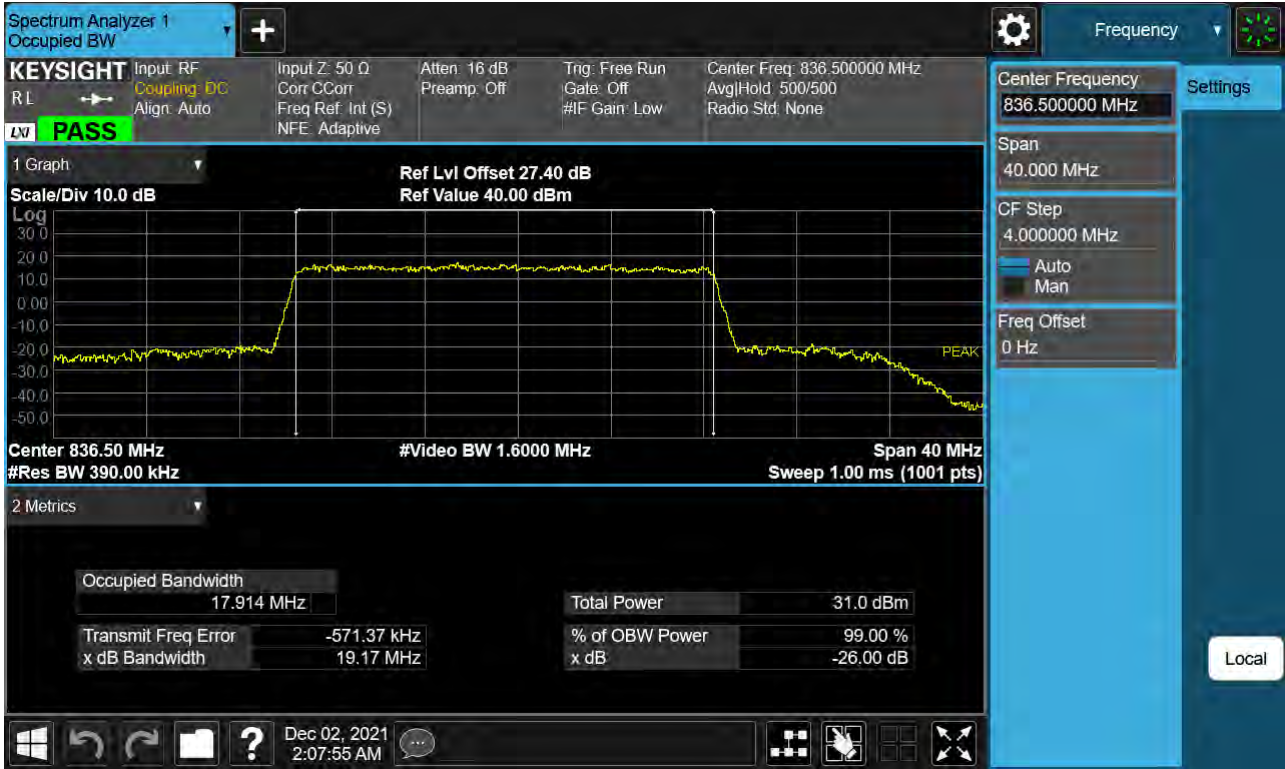 Spectrum Analyzer 1
Occupied BW
+
Frequency
KEYSIGHT
RL
LXI PASS
Input: RF
Coupling: DC
Align: Auto
Input Z: 50 Ω
Corr CCorr
Freq Ref: Int (S)
NFE: Adaptive
Atten: 16 dB
Preamp: Off
Trig: Free Run
Gate: Off
#IF Gain: Low
Center Freq: 836.500000 MHz
Avg|Hold: 500/500
Radio Std: None
1 Graph
Scale/Div 10.0 dB
Ref Lvl Offset 27.40 dB
Ref Value 40.00 dBm
Log
30.0
20.0
10.0
0.00
-10.0
-20.0
-30.0
-40.0
-50.0
PEAK
Center 836.50 MHz
#Video BW 1.6000 MHz
Span 40 MHz
#Res BW 390.00 kHz
Sweep 1.00 ms (1001 pts)
2 Metrics
Occupied Bandwidth
17.914 MHz
Total Power 31.0 dBm
Transmit Freq Error -571.37 kHz
% of OBW Power 99.00 %
x dB Bandwidth 19.17 MHz
x dB -26.00 dB
?
Dec 02, 2021
2:07:55 AM
Center Frequency
836.500000 MHz
Settings
Span
40.000 MHz
CF Step
4.000000 MHz
Auto
Man
Freq Offset
0 Hz
Local